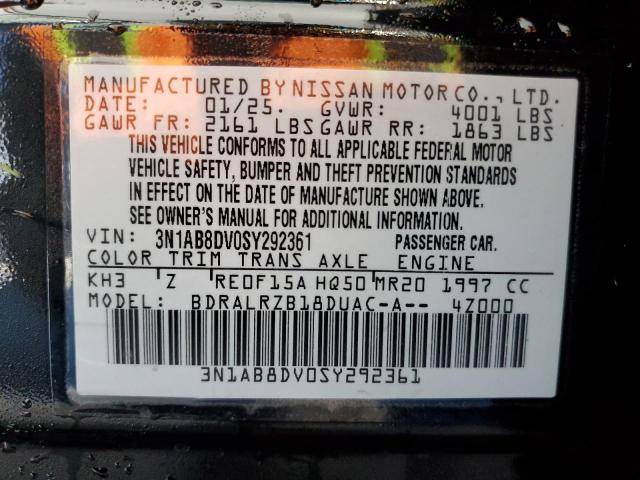 MANUFACTURED BY NISSAN MOTOR CO., LTD.
DATE: 01/25. GVWR: 4001 LBS
GAWR FR: 2161 LBS GAWR RR: 1863 LBS
THIS VEHICLE CONFORMS TO ALL APPLICABLE FEDERAL MOTOR
VEHICLE SAFETY, BUMPER AND THEFT PREVENTION STANDARDS
IN EFFECT ON THE DATE OF MANUFACTURE SHOWN ABOVE.
SEE OWNER'S MANUAL FOR ADDITIONAL INFORMATION.
VIN: 3N1AB8DV0SY292361 PASSENGER CAR.
COLOR TRIM TRANS AXLE ENGINE
KH3 Z RE0F15A HQ50 MR20 1997 CC
MODEL: BDRALRZB18DUAC-A-- 4Z000
3N1AB8DV0SY292361